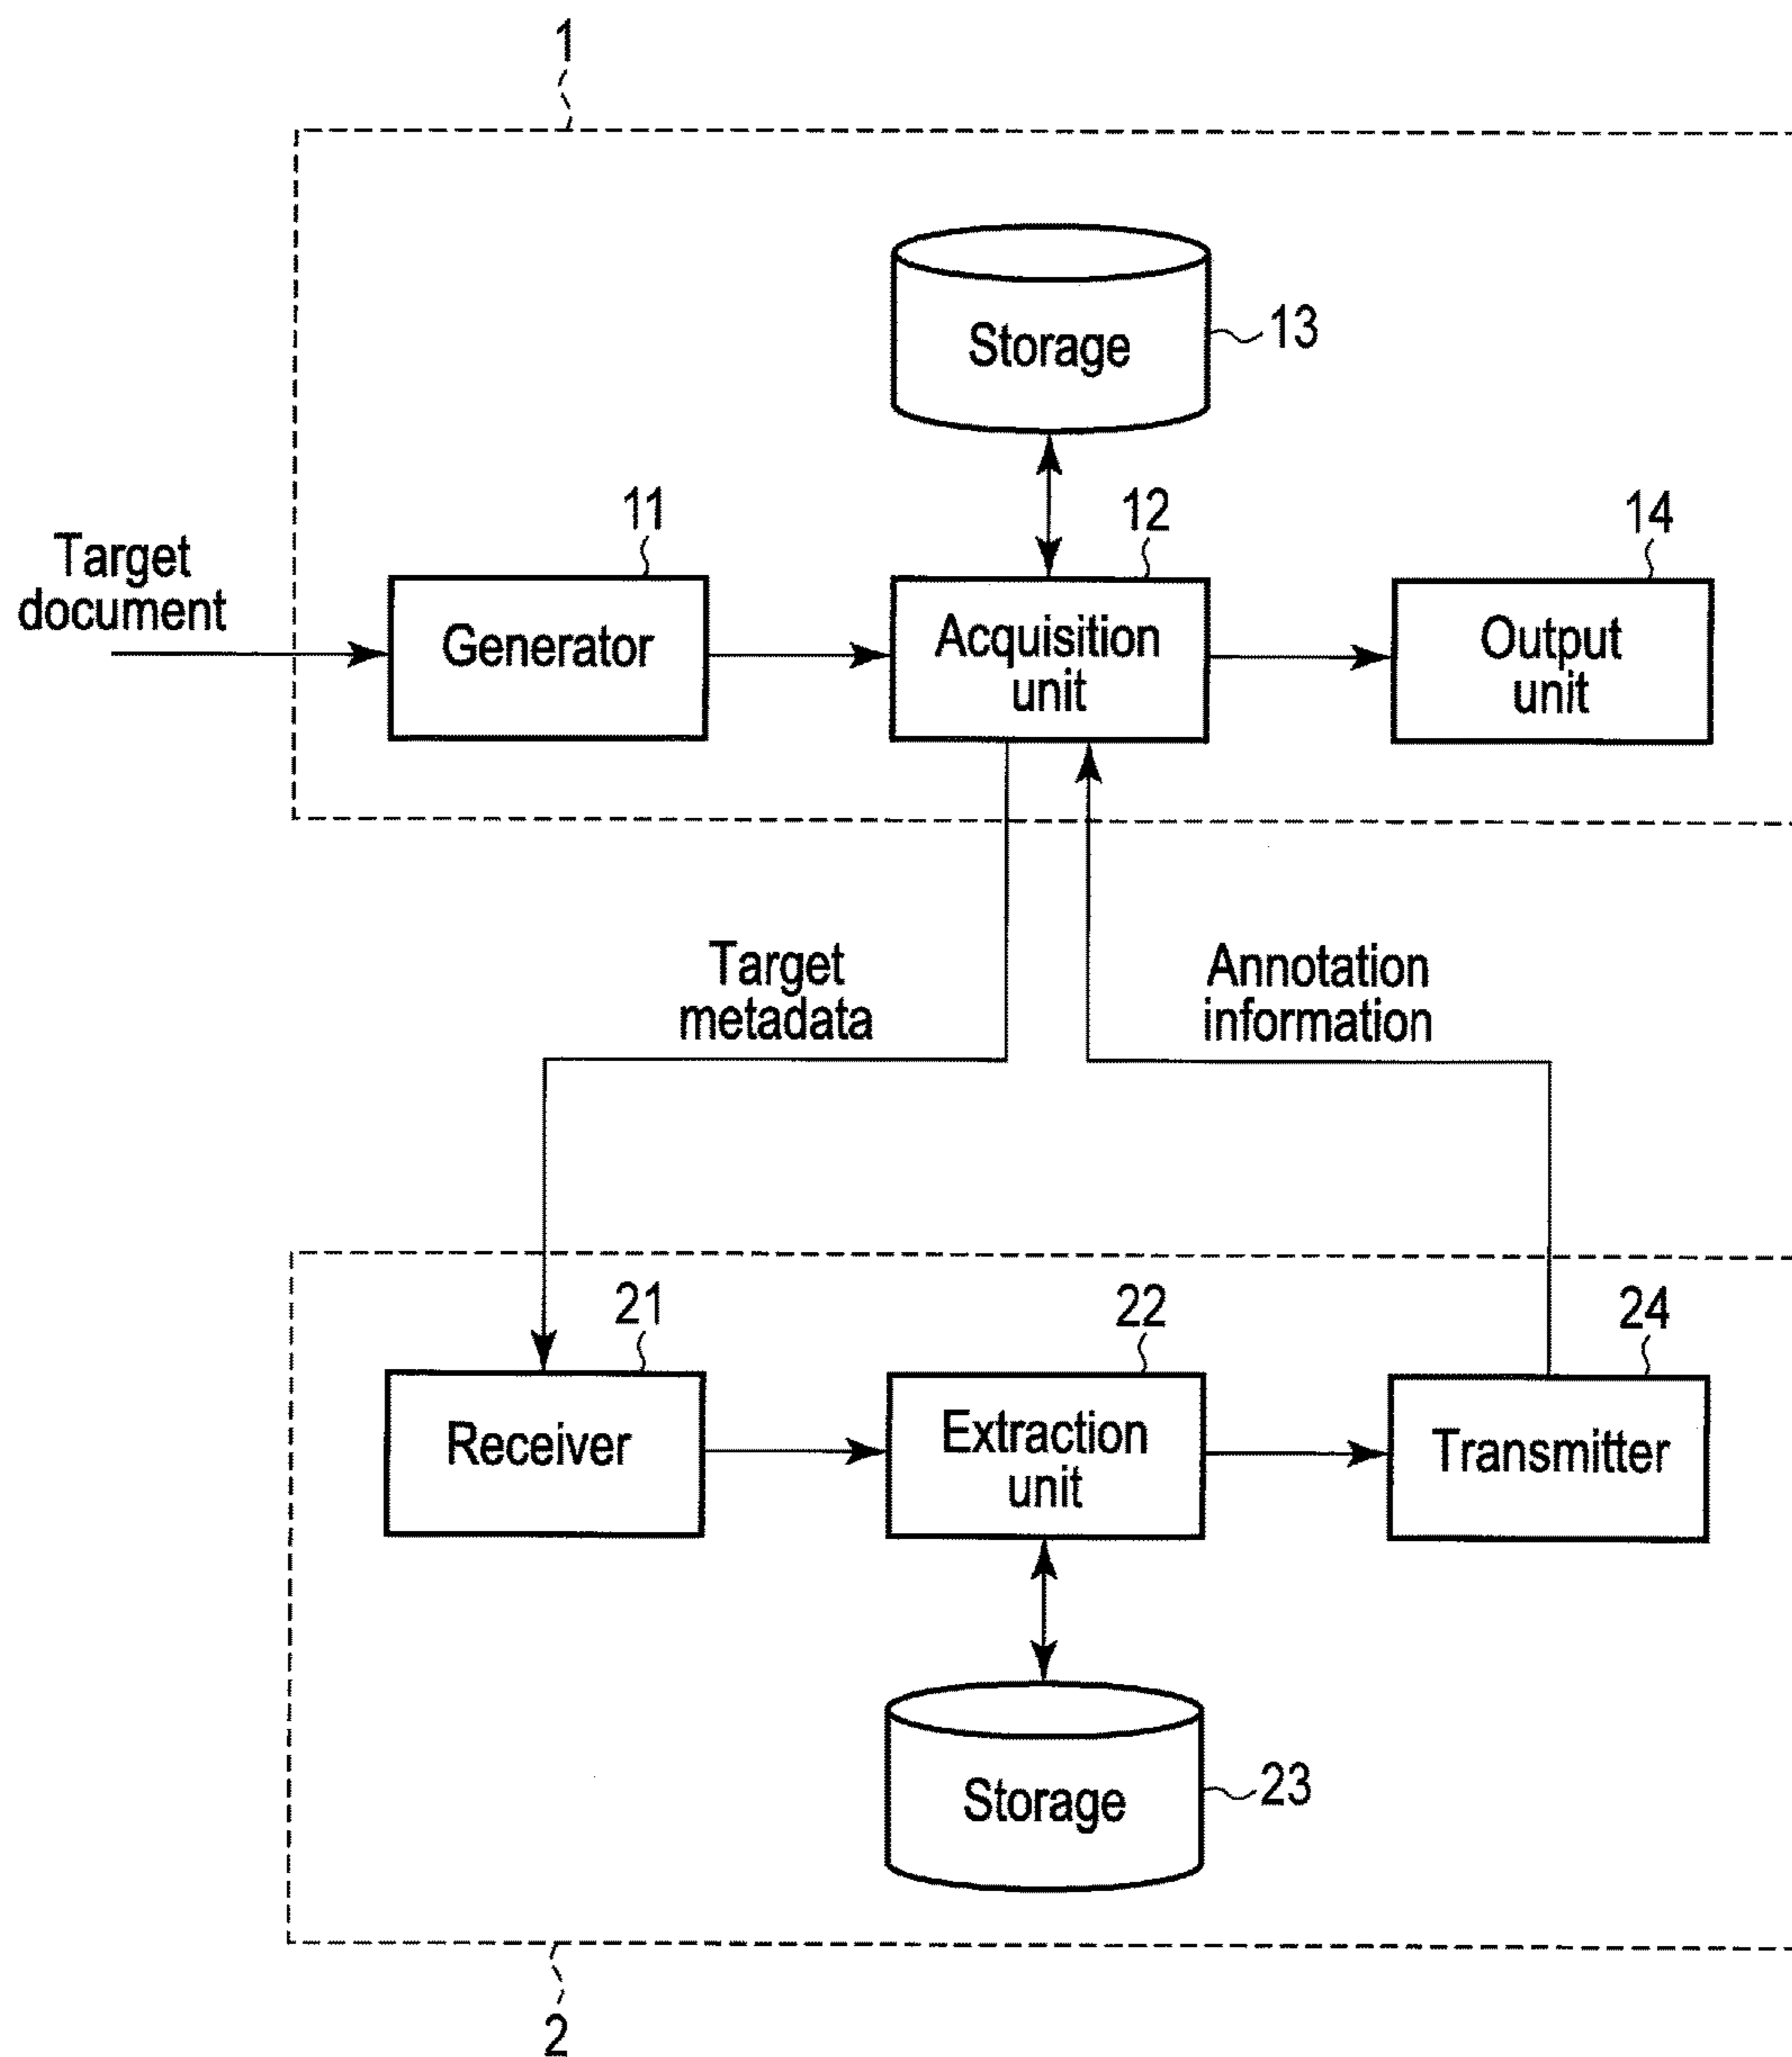 1
Storage
13
11
12
14
Target
document
Generator
Acquisition
unit
Output
unit
Target
metadata
Annotation
information
21
22
24
Receiver
Extraction
unit
Transmitter
Storage
23
2